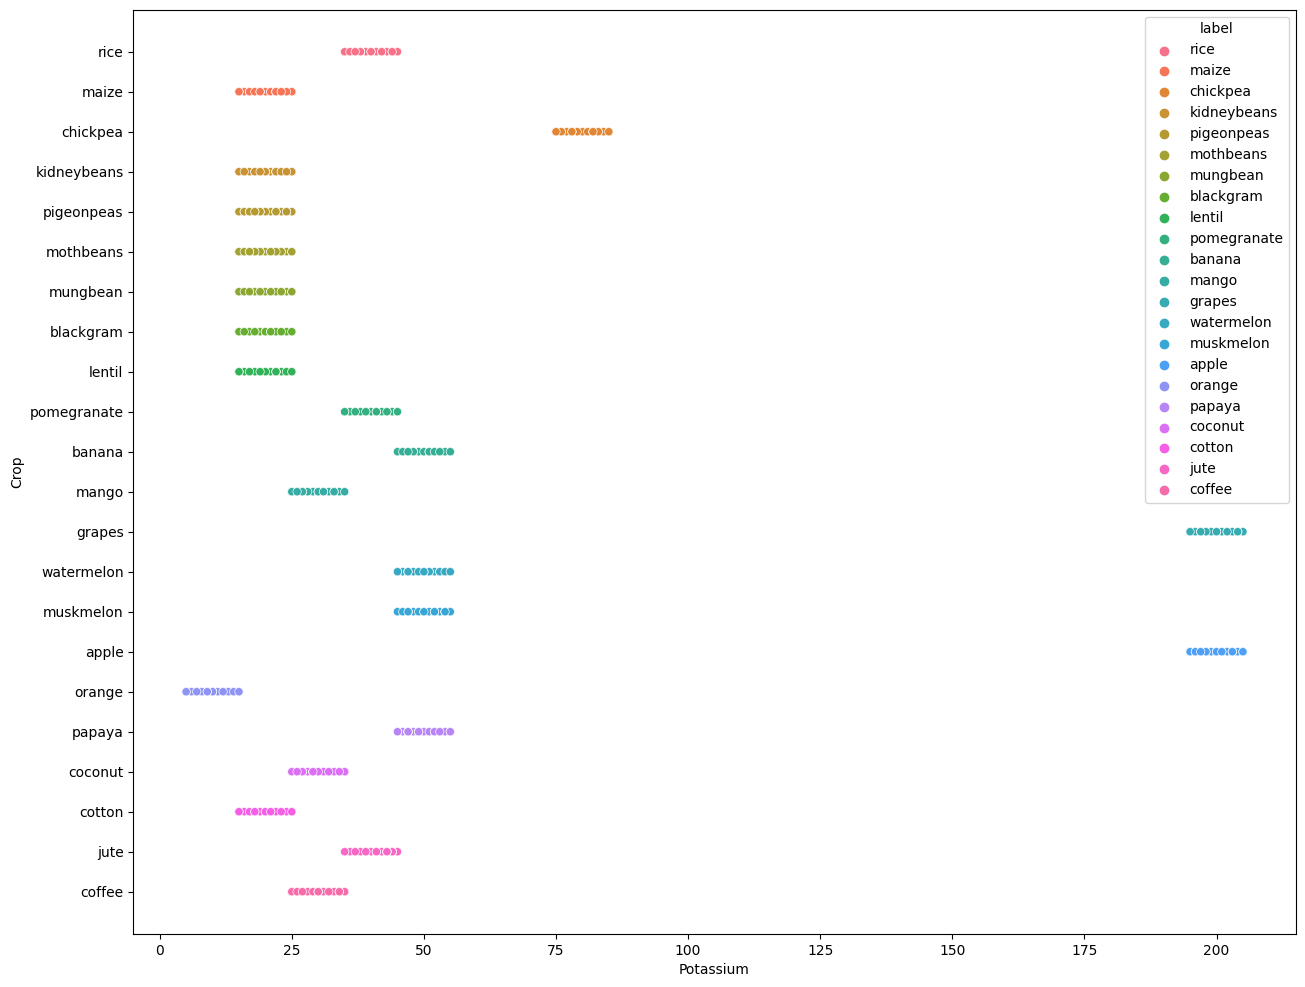 label
rice
maize
chickpea
kidneybeans
pigeonpeas
mothbeans
mungbean
blackgram
lentil
pomegranate
banana
mango
grapes
watermelon
muskmelon
apple
orange
papaya
coconut
cotton
jute
coffee
Crop
rice
maize
chickpea
kidneybeans
pigeonpeas
mothbeans
mungbean
blackgram
lentil
pomegranate
banana
mango
grapes
watermelon
muskmelon
apple
orange
papaya
coconut
cotton
jute
coffee
0 25 50 75 100 125 150 175 200
Potassium